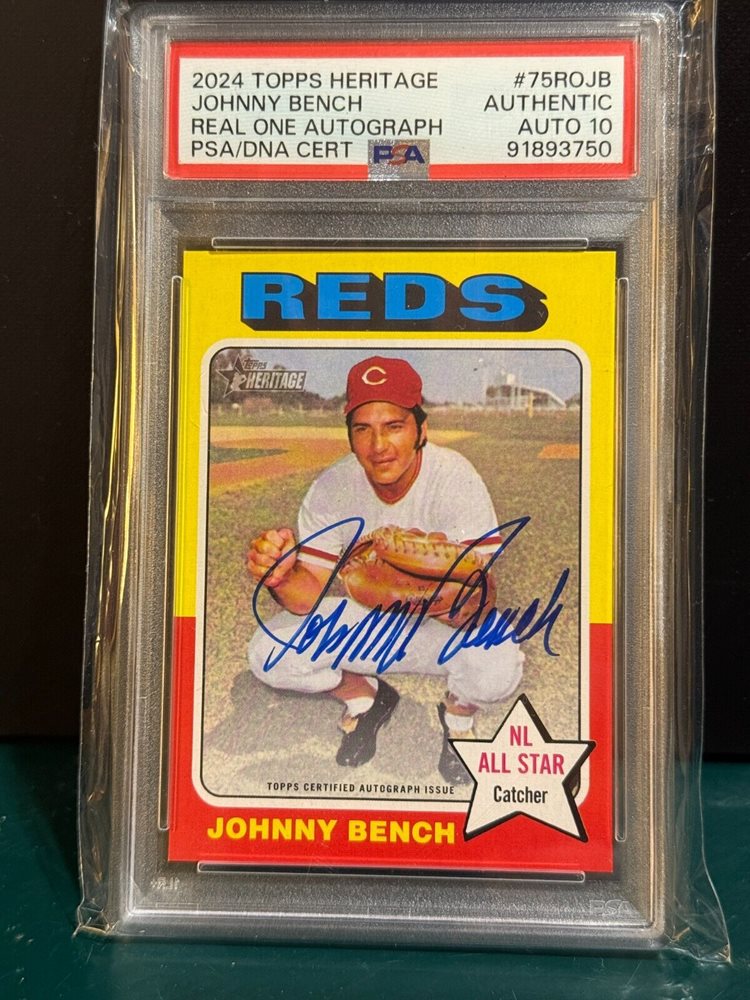 2024 TOPPS HERITAGE #75ROJB
JOHNNY BENCH AUTHENTIC
REAL ONE AUTOGRAPH AUTO 10
PSA/DNA CERT PSA 91893750
REDS
TOPPS
HERITAGE
C
Johnny Bench
NL
ALL STAR
Catcher
TOPPS CERTIFIED AUTOGRAPH ISSUE
JOHNNY BENCH
PSA